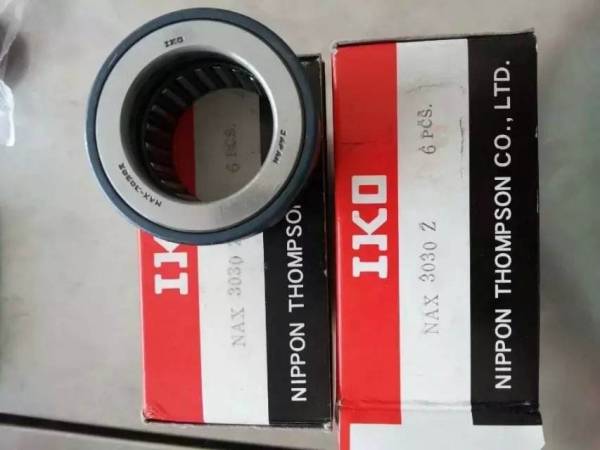 IKO
JAPAN
NAX-3030Z
6 PCS.
IKO
NAX 3030 Z
NIPPON THOMPSON
6 PCS.
IKO
NAX 3030 Z
NIPPON THOMPSON CO., LTD.